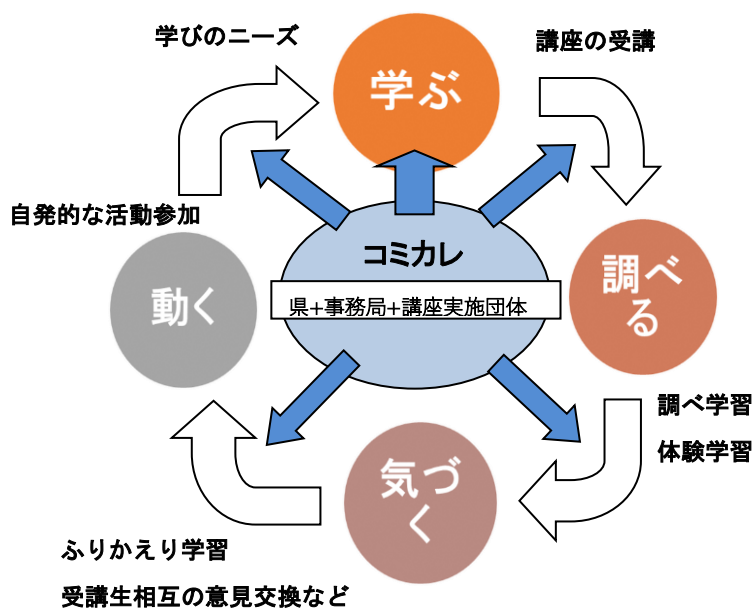 学びのニーズ
講座の受講
学ぶ
自発的な活動参加
コミカレ
県+事務局+講座実施団体
動く
調べ
る
調べ学習
体験学習
気づ
く
ふりかえり学習
受講生相互の意見交換など